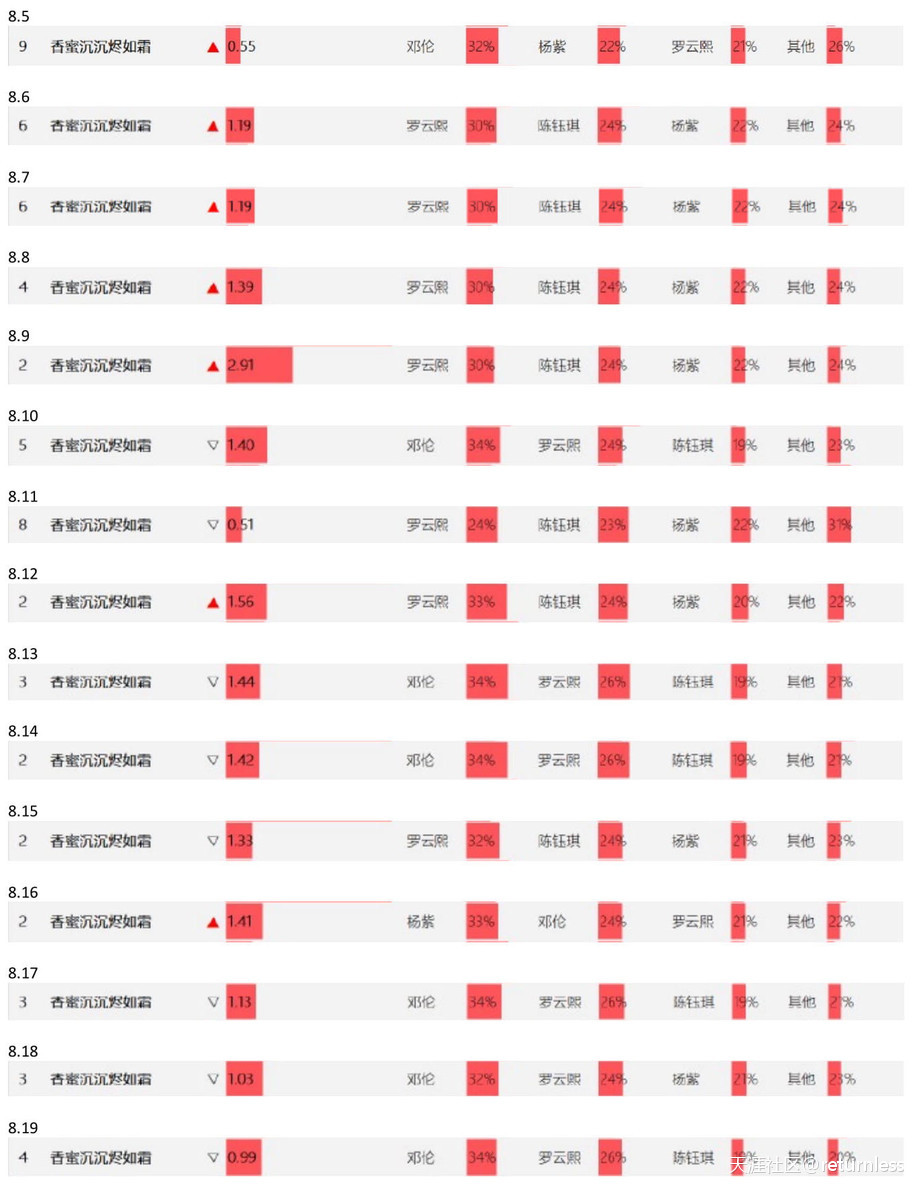 8.5
9 香蜜沉沉烬如霜 ▲ 0.55 邓伦 32% 杨紫 22% 罗云熙 21% 其他 26%
8.6
6 香蜜沉沉烬如霜 ▲ 1.19 罗云熙 30% 陈钰琪 24% 杨紫 22% 其他 24%
8.7
6 香蜜沉沉烬如霜 ▲ 1.19 罗云熙 30% 陈钰琪 24% 杨紫 22% 其他 24%
8.8
4 香蜜沉沉烬如霜 ▲ 1.39 罗云熙 30% 陈钰琪 24% 杨紫 22% 其他 24%
8.9
2 香蜜沉沉烬如霜 ▲ 2.91 罗云熙 30% 陈钰琪 24% 杨紫 22% 其他 24%
8.10
5 香蜜沉沉烬如霜 ▽ 1.40 邓伦 34% 罗云熙 24% 陈钰琪 19% 其他 23%
8.11
8 香蜜沉沉烬如霜 ▽ 0.51 罗云熙 24% 陈钰琪 23% 杨紫 22% 其他 31%
8.12
2 香蜜沉沉烬如霜 ▲ 1.56 罗云熙 33% 陈钰琪 24% 杨紫 20% 其他 22%
8.13
3 香蜜沉沉烬如霜 ▽ 1.44 邓伦 34% 罗云熙 26% 陈钰琪 19% 其他 21%
8.14
2 香蜜沉沉烬如霜 ▽ 1.42 邓伦 34% 罗云熙 26% 陈钰琪 19% 其他 21%
8.15
2 香蜜沉沉烬如霜 ▽ 1.33 罗云熙 32% 陈钰琪 24% 杨紫 21% 其他 23%
8.16
2 香蜜沉沉烬如霜 ▲ 1.41 杨紫 33% 邓伦 24% 罗云熙 21% 其他 22%
8.17
3 香蜜沉沉烬如霜 ▽ 1.13 邓伦 34% 罗云熙 26% 陈钰琪 19% 其他 21%
8.18
3 香蜜沉沉烬如霜 ▽ 1.03 邓伦 32% 罗云熙 24% 杨紫 21% 其他 23%
8.19
4 香蜜沉沉烬如霜 ▽ 0.99 邓伦 34% 罗云熙 26% 陈钰琪 其他 20%
天涯社区@returnless